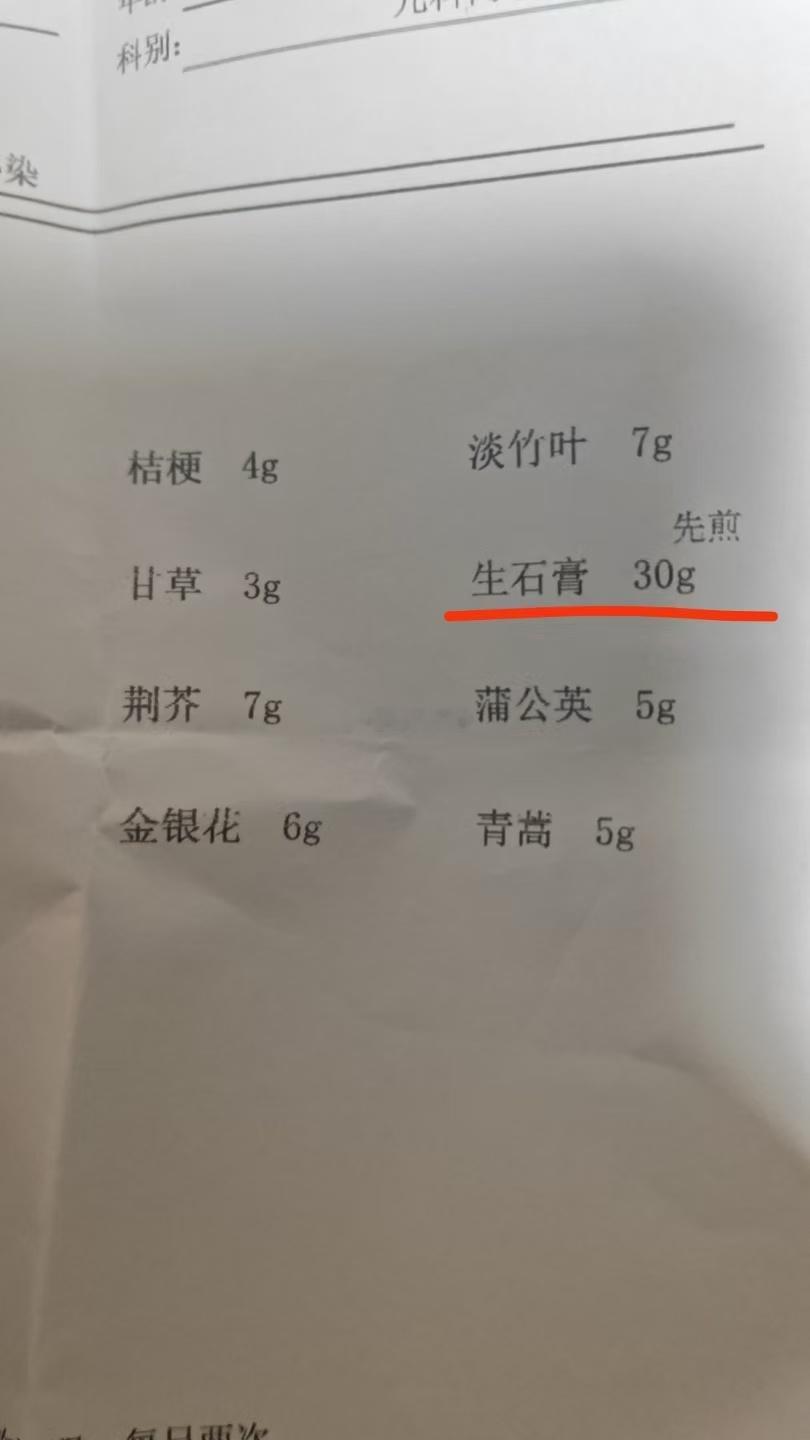 科别:
染
桔梗 4g 淡竹叶 7g
先煎
甘草 3g 生石膏 30g
荆芥 7g 蒲公英 5g
金银花 6g 青蒿 5g
每日两次